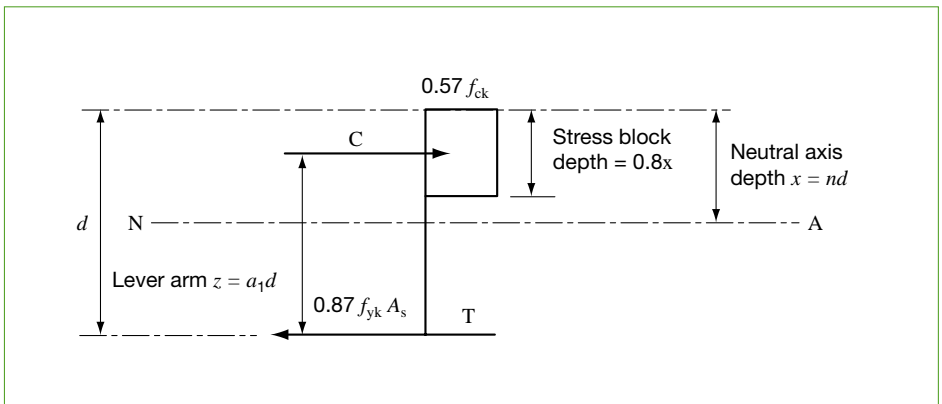 0.57 fck
C
Stress block
depth = 0.8x
Neutral axis
depth x = nd
d
N
A
Lever arm z = a1d
0.87 fyk As
T